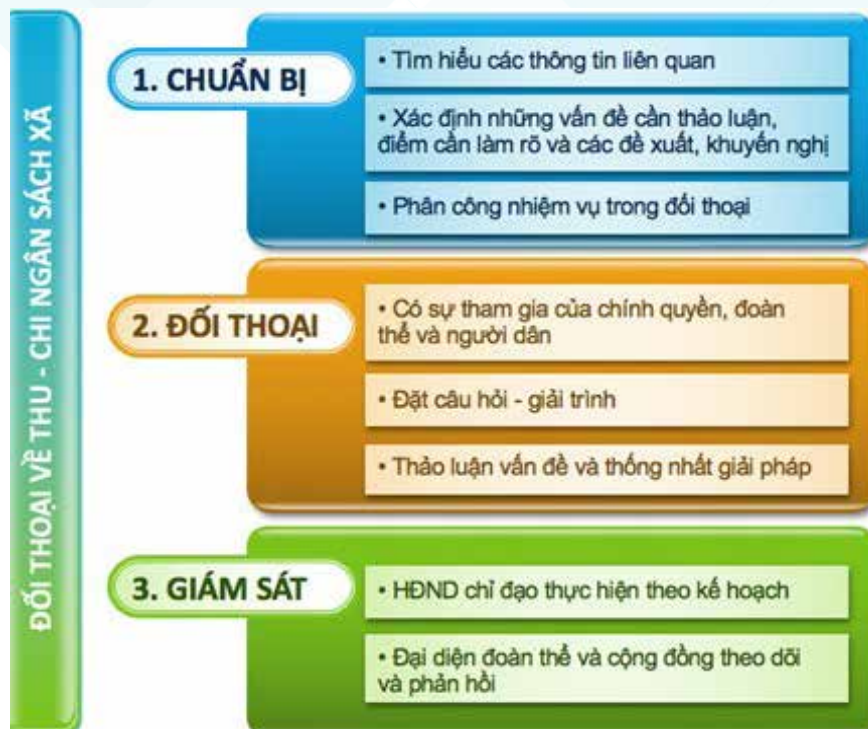 ĐỐI THOẠI VỀ THU - CHI NGÂN SÁCH XÃ
1. CHUẨN BỊ
• Tìm hiểu các thông tin liên quan
• Xác định những vấn đề cần thảo luận,
điểm cần làm rõ và các đề xuất, khuyến nghị
• Phân công nhiệm vụ trong đối thoại
2. ĐỐI THOẠI
• Có sự tham gia của chính quyền, đoàn
thể và người dân
• Đặt câu hỏi - giải trình
• Thảo luận vấn đề và thống nhất giải pháp
3. GIÁM SÁT
• HĐND chỉ đạo thực hiện theo kế hoạch
• Đại diện đoàn thể và cộng đồng theo dõi
và phản hồi